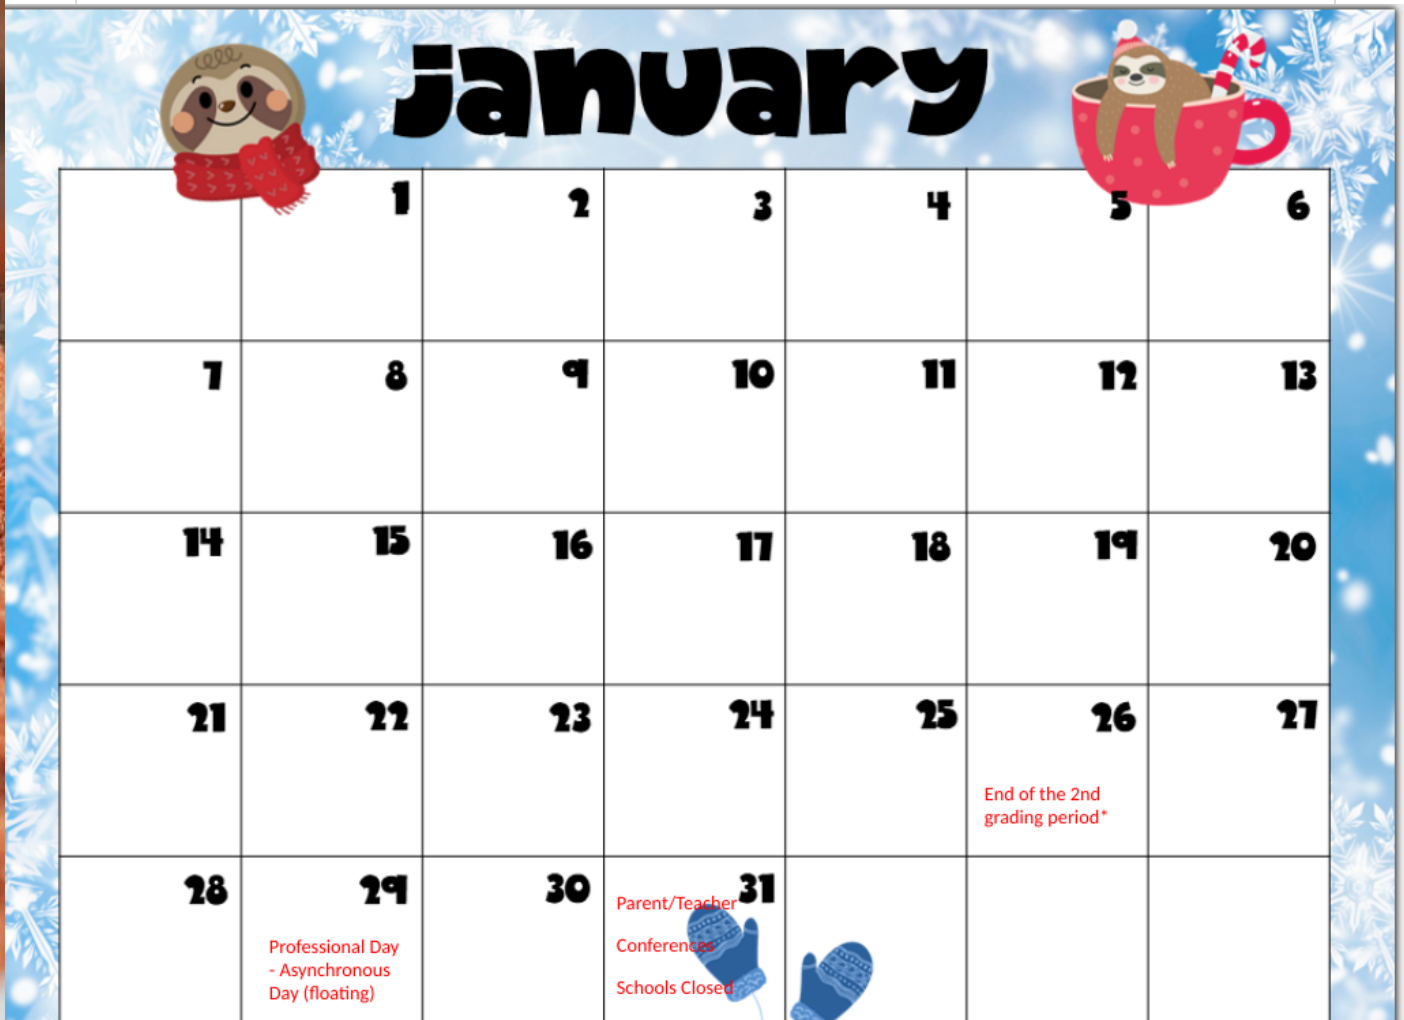 january
1 2 3 4 5 6
7 8 9 10 11 12 13
14 15 16 17 18 19 20
21 22 23 24 25 26 27
End of the 2nd
grading period*
28 29 30 31
Professional Day
- Asynchronous
Day (floating)
Parent/Teacher
Conferences
Schools Closed